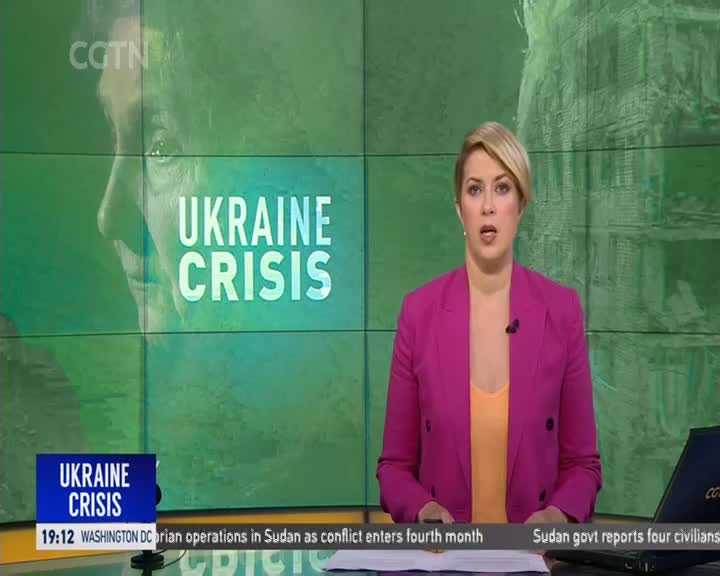 CGTN
UKRAINE
CRISIS
UKRAINE
CRISIS
19:12 WASHINGTON DC arian operations in Sudan as conflict enters fourth month Sudan govt reports four civilians
CG